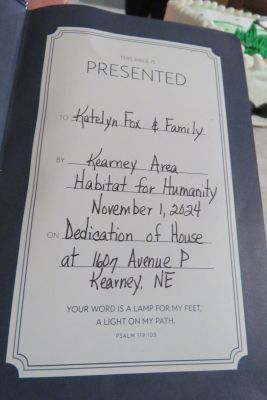 THIS BIBLE IS
PRESENTED
TO Katelyn Fox & Family
BY Kearney Area
Habitat for Humanity
November 1, 2024
ON Dedication of House
at 1607 Avenue P
Kearney, NE
YOUR WORD IS A LAMP FOR MY FEET,
A LIGHT ON MY PATH.
PSALM 119:105